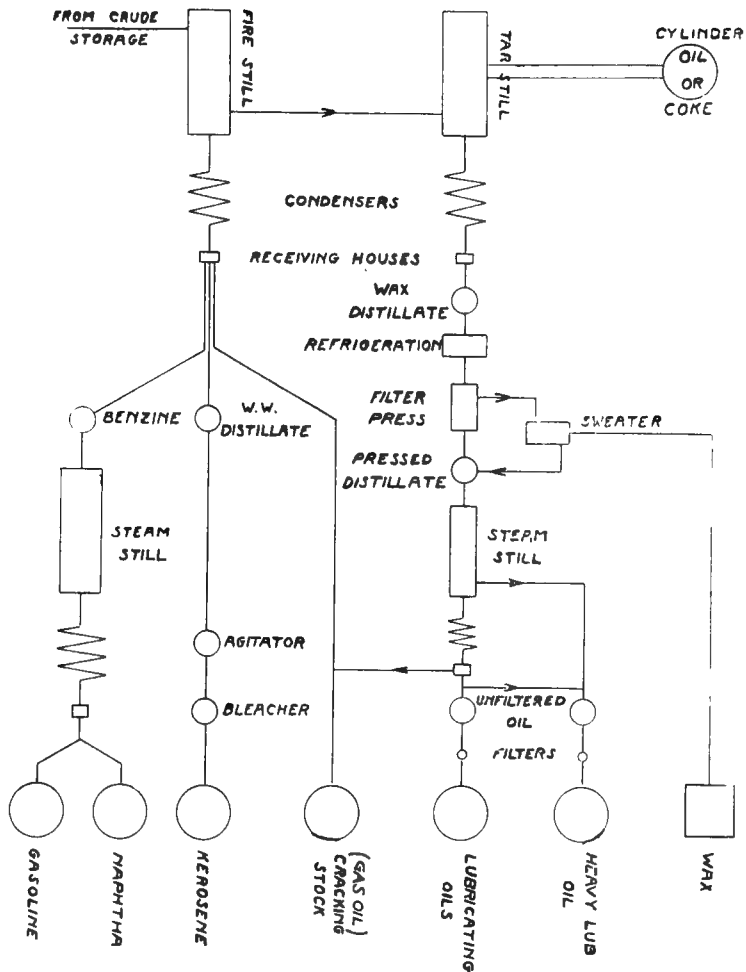 FROM CRUDE
STORAGE
FIRE STILL
TAR STILL
CYLINDER
OIL
OR
COKE
CONDENSERS
RECEIVING HOUSES
WAX
DISTILLATE
REFRIGERATION
FILTER
PRESS
SWEATER
BENZINE
W.W.
DISTILLATE
PRESSED
DISTILLATE
STEAM
STILL
STEAM
STILL
AGITATOR
BLEACHER
UNFILTERED
OIL
FILTERS
GASOLINE
NAPHTHA
KEROSENE
(GAS OIL)
CRACKING
STOCK
LUBRICATING
OILS
HEAVY LUB
OIL
WAX